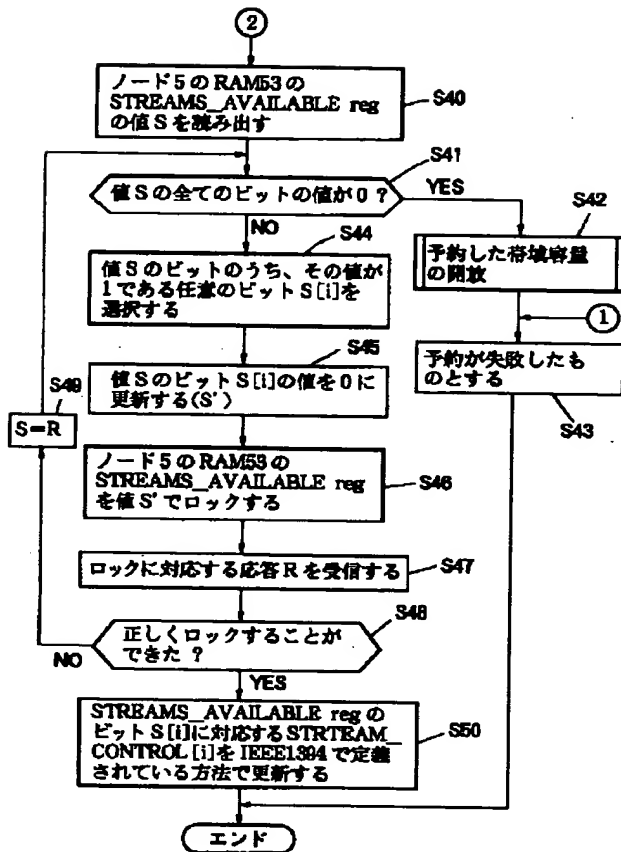 2
ノード5のRAM53の
STREAMS_AVAILABLE reg
の値Sを読み出す
S40
S41
値Sの全てのビットの値が0?
YES
NO
S42
予約した帯域容量
の開放
S44
値Sのビットのうち、その値が
1である任意のビットS[i]を
選択する
1
予約が失敗したも
のとする
S43
S45
値SのビットS[i]の値を0に
更新する(S')
S49
S=R
ノード5のRAM53の
STREAMS_AVAILABLE reg
を値S'でロックする
S46
ロックに対応する応答Rを受信する
S47
S48
正しくロックすることが
できた?
NO
YES
STREAMS_AVAILABLE regの
ビットS[i]に対応するSTRTEAM_
CONTROL[i]をIEEE1394で定義
されている方法で更新する
S50
エンド